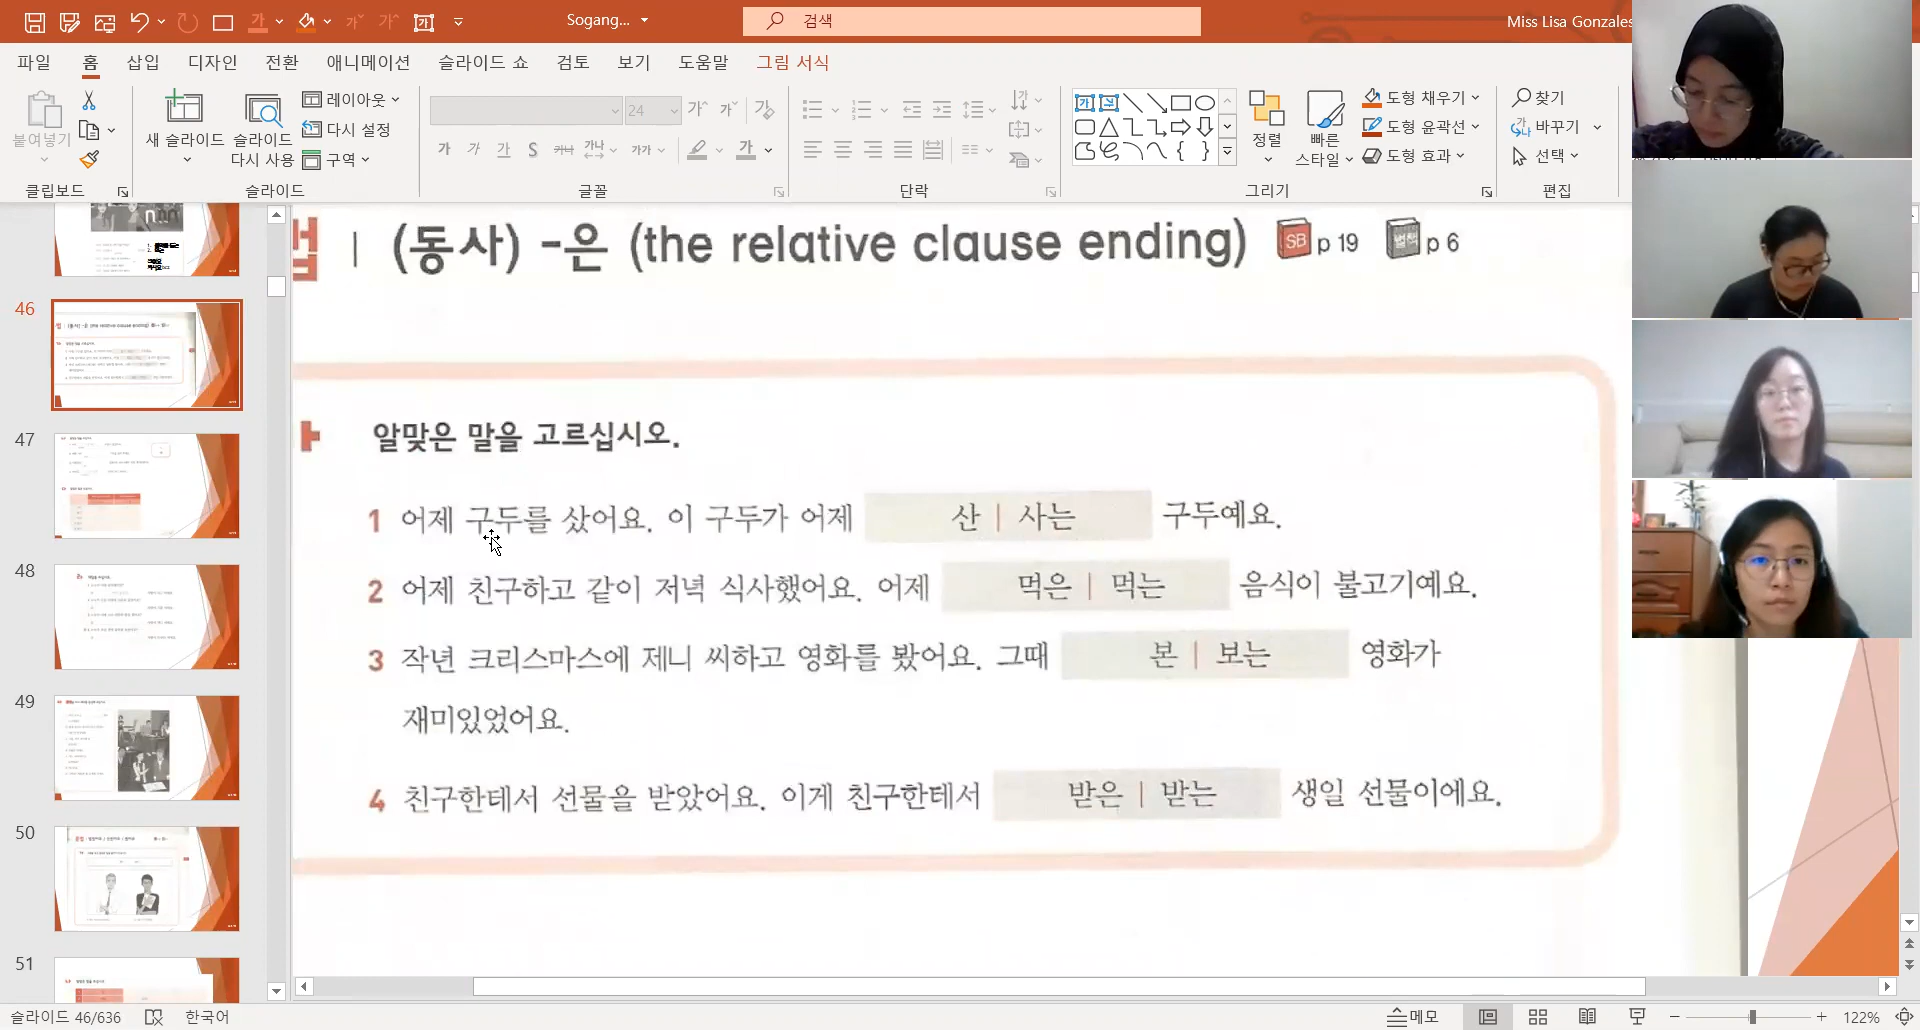 Sogang...
검색
Miss Lisa Gonzales
파일 홈 삽입 디자인 전환 애니메이션 슬라이드 쇼 검토 보기 도움말 그림 서식
붙여넣기
새 슬라이드
슬라이드 다시 사용
레이아웃
다시 설정
구역
24
정렬
빠른 스타일
도형 채우기
도형 윤곽선
도형 효과
찾기
바꾸기
선택
클립보드 슬라이드 글꼴 단락 그리기 편집
46
47
48
49
50
51
(동사) -은 (the relative clause ending) SB p 19 p 6
알맞은 말을 고르십시오.
1 어제 구두를 샀어요. 이 구두가 어제 산 | 사는 구두예요.
2 어제 친구하고 같이 저녁 식사했어요. 어제 먹은 | 먹는 음식이 불고기예요.
3 작년 크리스마스에 제니 씨하고 영화를 봤어요. 그때 본 | 보는 영화가
재미있었어요.
4 친구한테서 선물을 받았어요. 이게 친구한테서 받은 | 받는 생일 선물이에요.
슬라이드 46/636 한국어 메모 122%